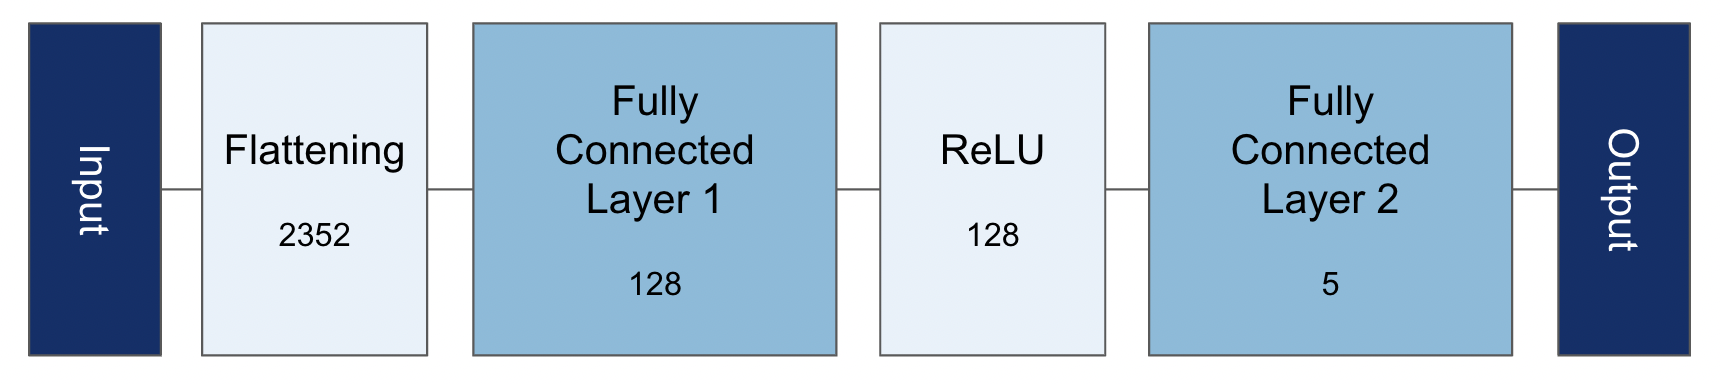 Input
Flattening
2352
Fully
Connected
Layer 1
128
ReLU
128
Fully
Connected
Layer 2
5
Output